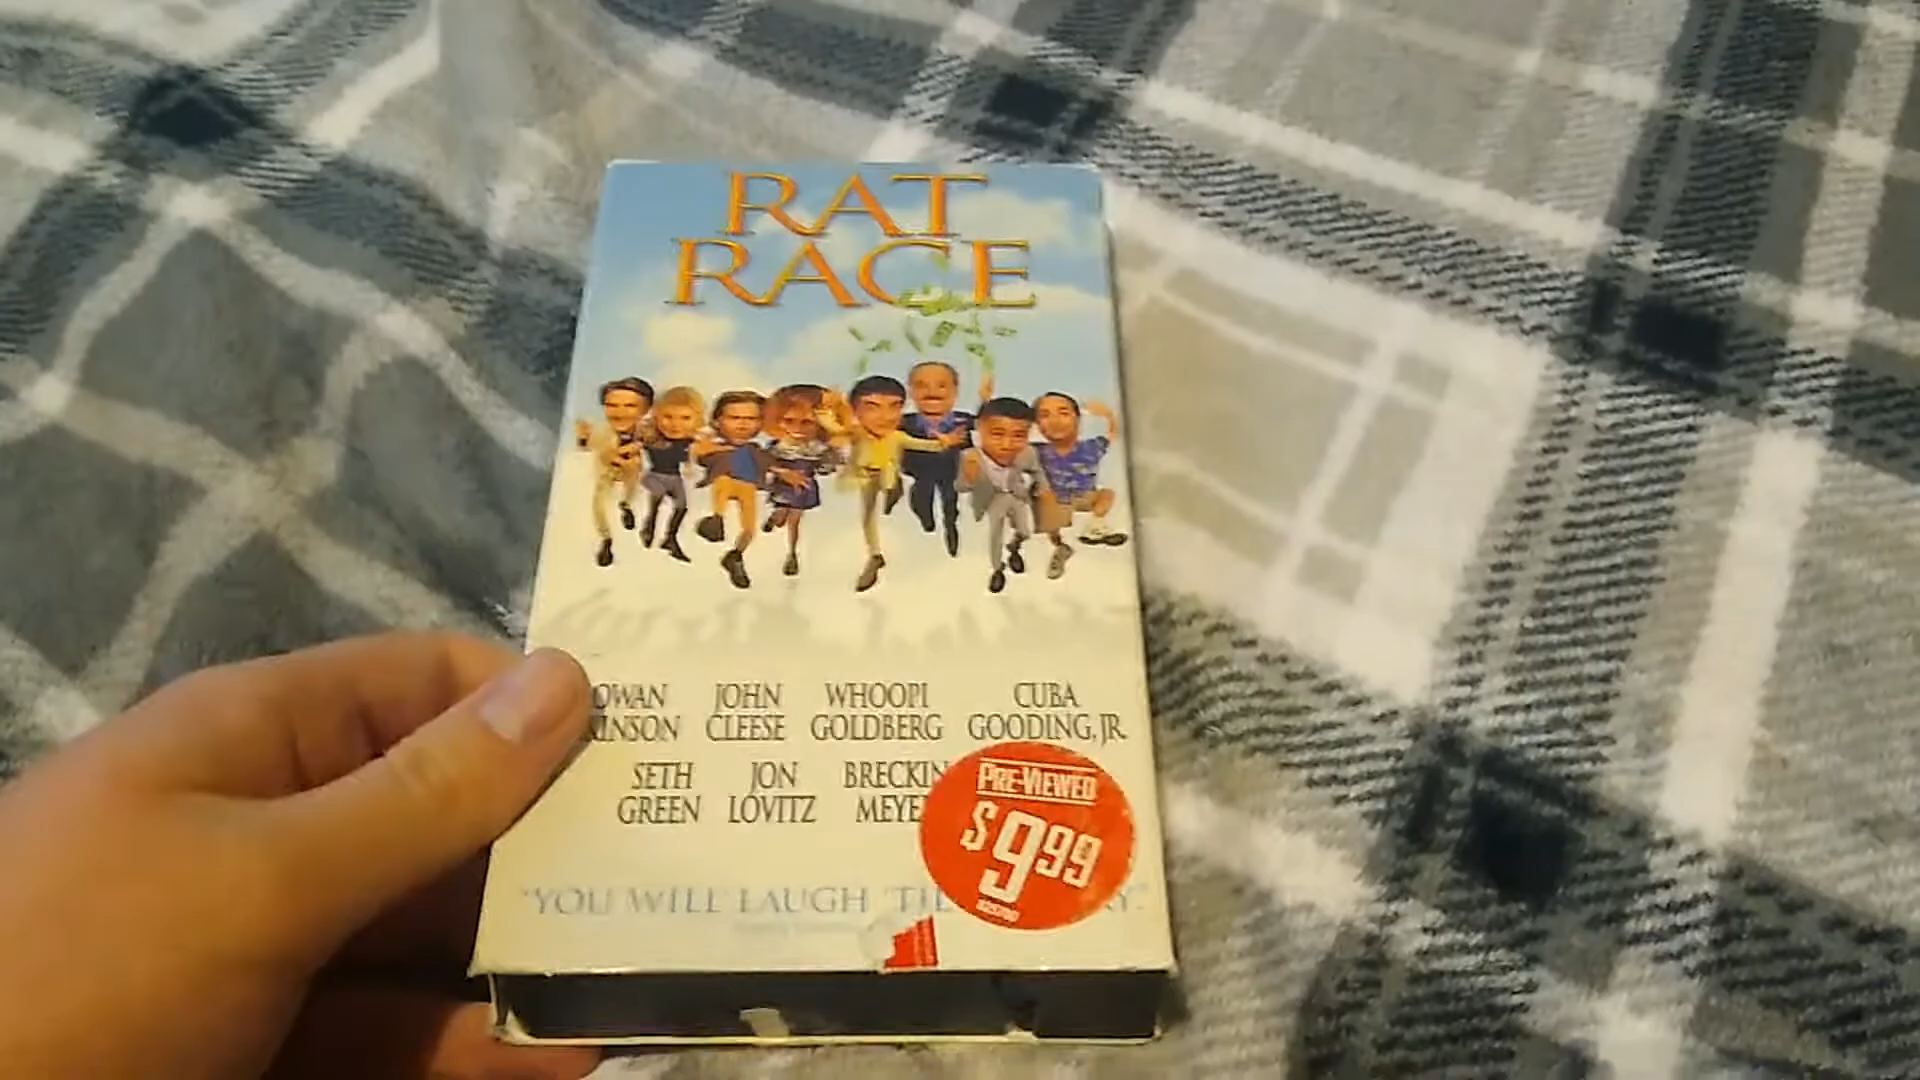 RAT
RACE
OWAN JOHN WHOOPI CUBA
KINSON CLEESE GOLDBERG GOODING, JR.
SETH JON BRECKIN
GREEN LOVITZ MEYE
PRE-VIEWED
$9.99
"YOU WILL LAUGH 'TIL RY."